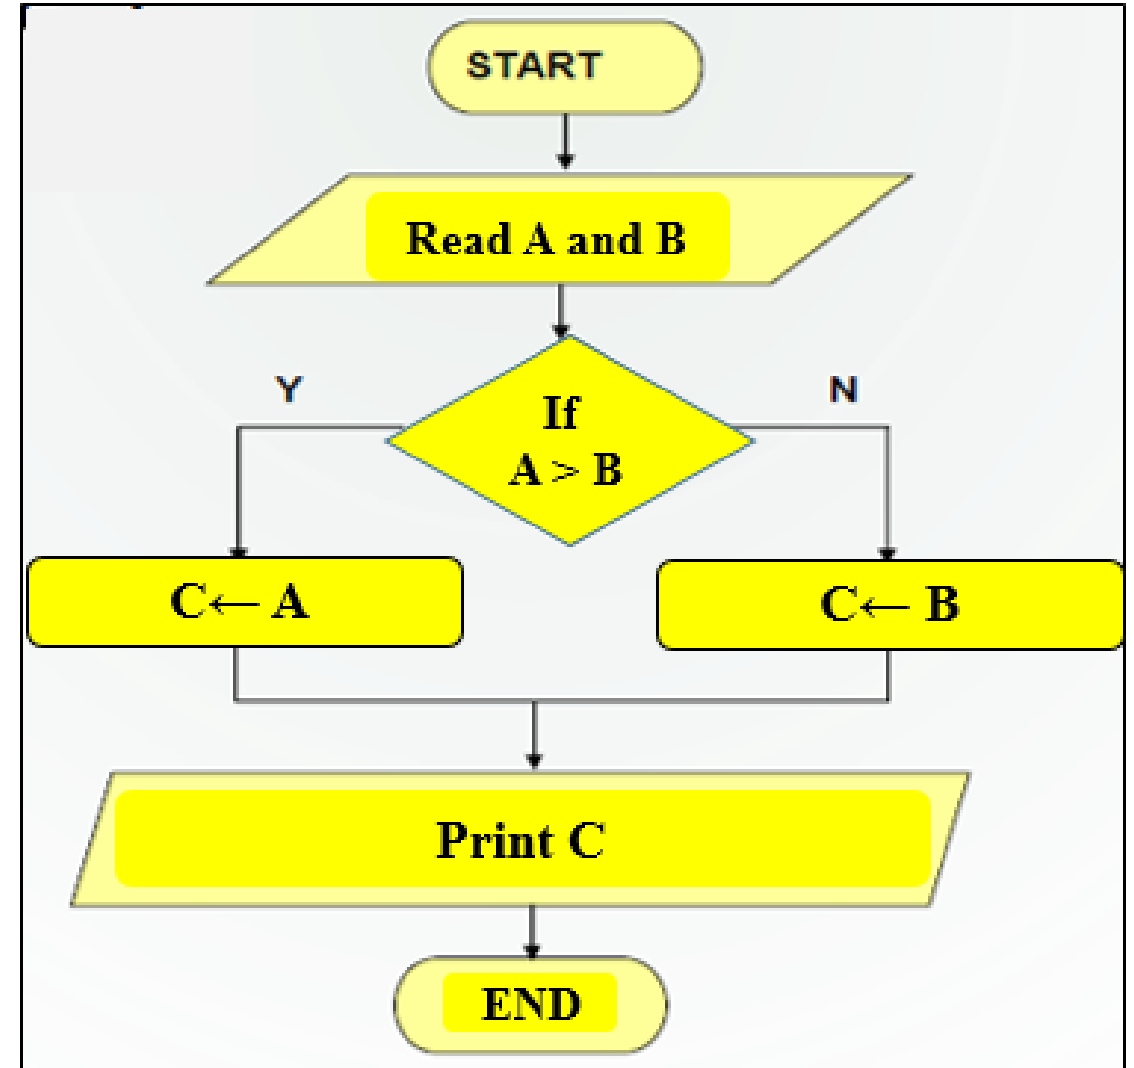 START
Read A and B
Y
N
If
A > B
C← A
C← B
Print C
END